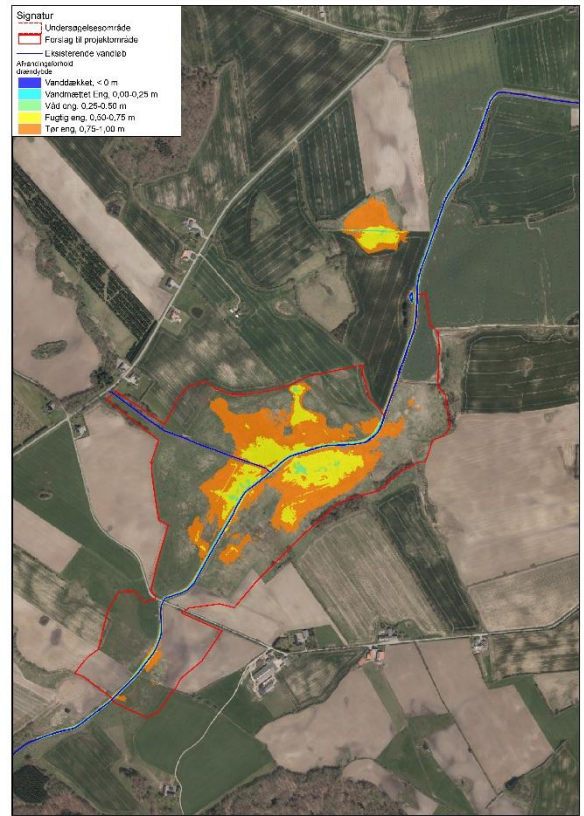 Signatur
Undersøgelsesområde
Forslag til projektområde
Eksisterende vandløb
Afvandingsforhold
drændybde
Vanddækket, < 0 m
Vandmættet Eng, 0,00-0,25 m
Våd eng, 0,25-0,50 m
Fugtig eng, 0,50-0,75 m
Tør eng, 0,75-1,00 m